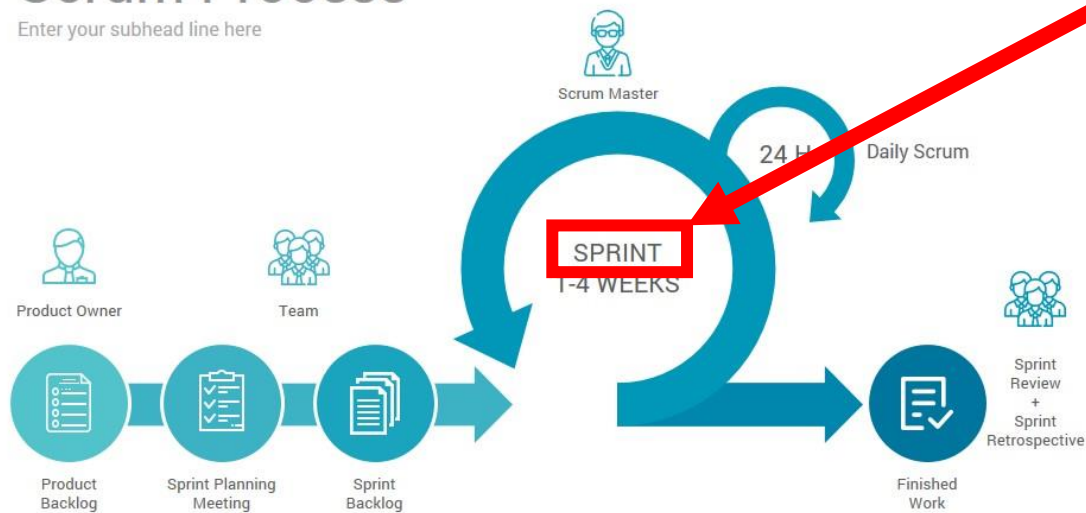 Enter your subhead line here
Scrum Master
24 H
Daily Scrum
SPRINT
1-4 WEEKS
Product Owner
Team
Sprint
Review
+
Sprint
Retrospective
Product
Backlog
Sprint Planning
Meeting
Sprint
Backlog
Finished
Work